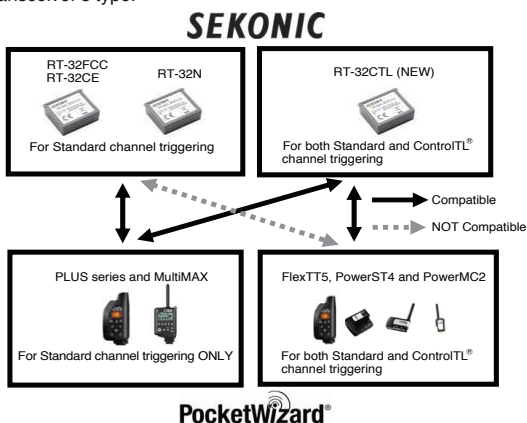 SEKONIC
RT-32FCC
RT-32CE
RT-32N
For Standard channel triggering
RT-32CTL (NEW)
For both Standard and ControlTL®
channel triggering
Compatible
NOT Compatible
PLUS series and MultiMAX
For Standard channel triggering ONLY
FlexTT5, PowerST4 and PowerMC2
For both Standard and ControlTL®
channel triggering
PocketWizard®